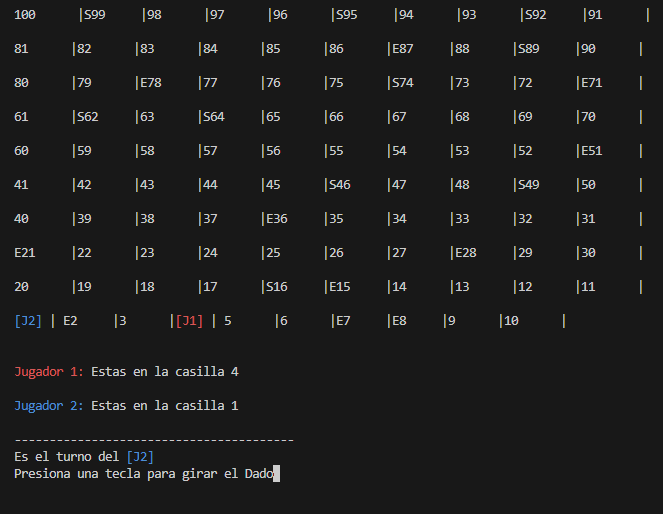 100 |S99 |98 |97 |96 |S95 |94 |93 |S92 |91 |
81 |82 |83 |84 |85 |86 |E87 |88 |S89 |90 |
80 |79 |E78 |77 |76 |75 |S74 |73 |72 |E71 |
61 |S62 |63 |S64 |65 |66 |67 |68 |69 |70 |
60 |59 |58 |57 |56 |55 |54 |53 |52 |E51 |
41 |42 |43 |44 |45 |S46 |47 |48 |S49 |50 |
40 |39 |38 |37 |E36 |35 |34 |33 |32 |31 |
E21 |22 |23 |24 |25 |26 |27 |E28 |29 |30 |
20 |19 |18 |17 |S16 |E15 |14 |13 |12 |11 |
[J2] | E2 |3 |[J1] | 5 |6 |E7 |E8 |9 |10 |
Jugador 1: Estas en la casilla 4
Jugador 2: Estas en la casilla 1
----------------------------------------
Es el turno del [J2]
Presiona una tecla para girar el Dado